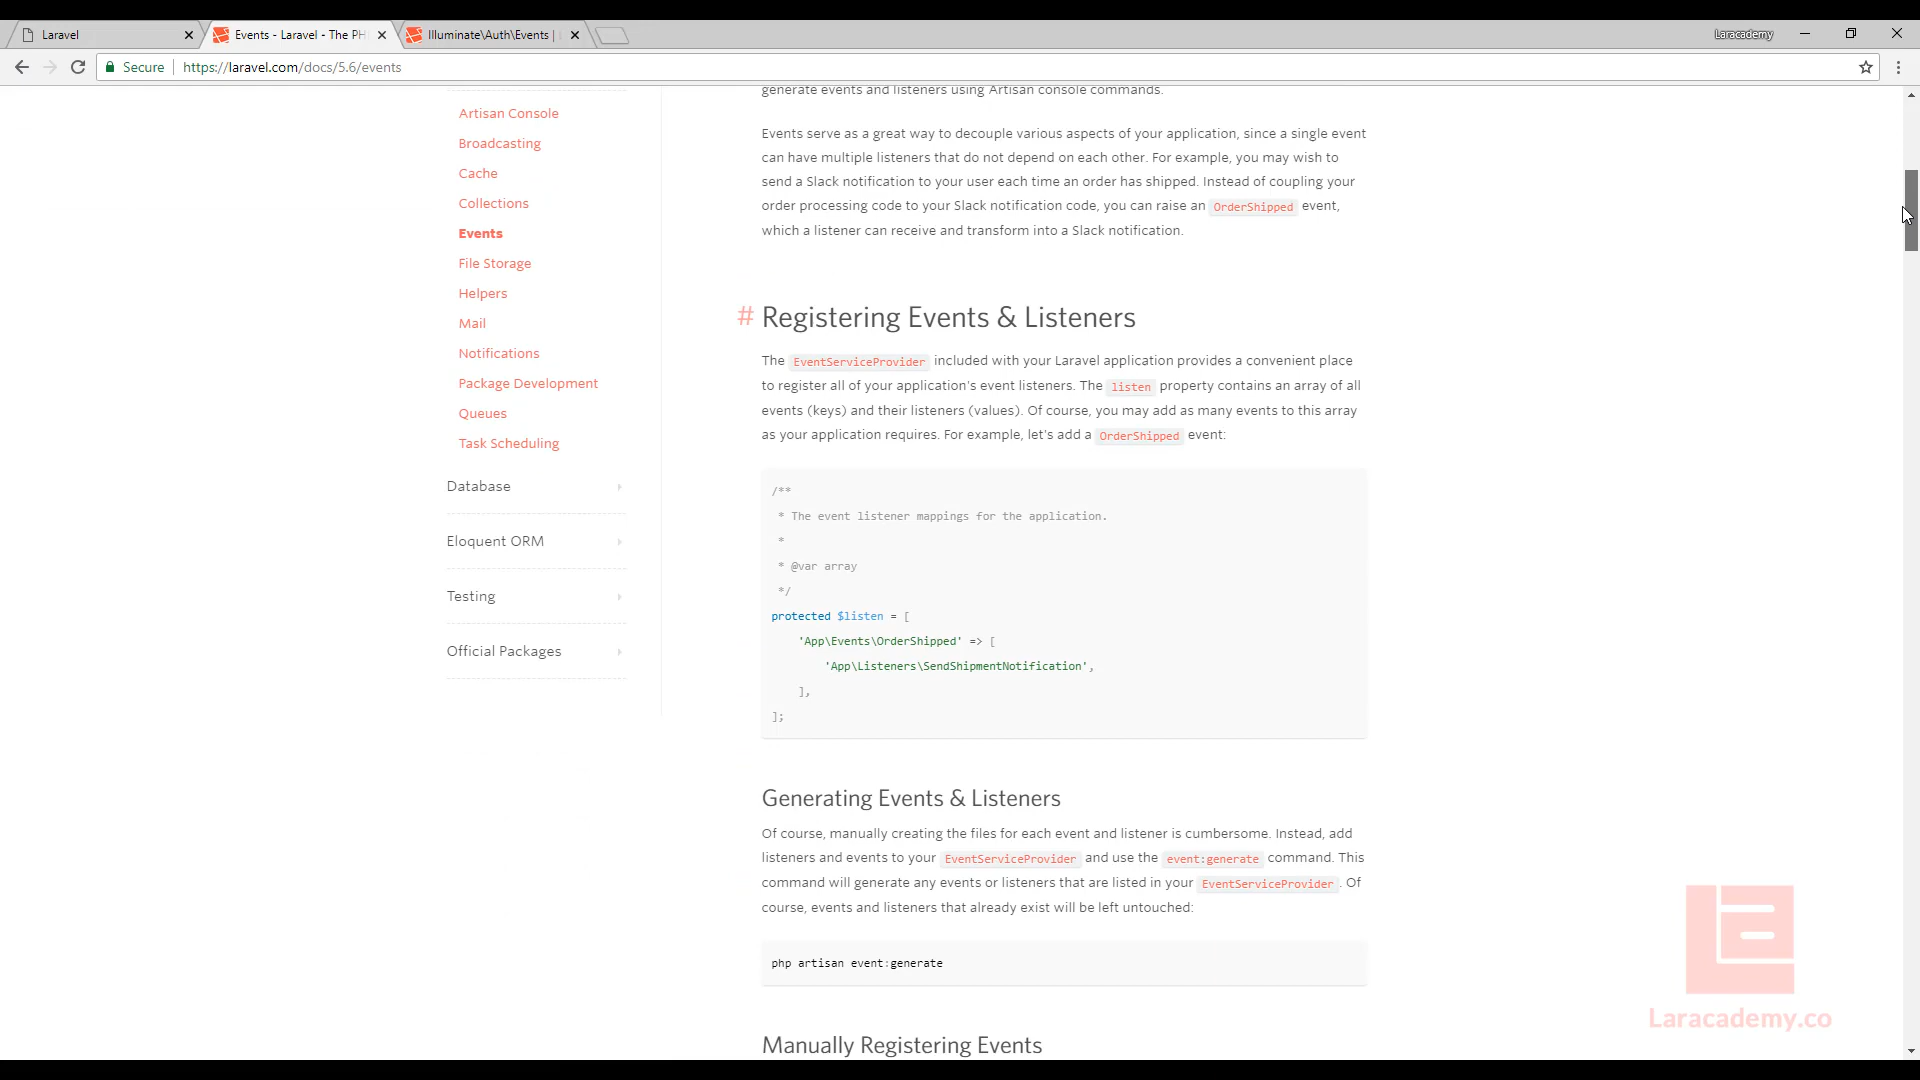 Laravel
Events - Laravel - The PH
Illuminate\Auth\Events |
Laracademy
Secure
https://laravel.com/docs/5.6/events
Artisan Console
Broadcasting
Cache
Collections
Events
File Storage
Helpers
Mail
Notifications
Package Development
Queues
Task Scheduling
Database
Eloquent ORM
Testing
Official Packages
generate events and listeners using Artisan console commands.
Events serve as a great way to decouple various aspects of your application, since a single event
can have multiple listeners that do not depend on each other. For example, you may wish to
send a Slack notification to your user each time an order has shipped. Instead of coupling your
order processing code to your Slack notification code, you can raise an OrderShipped event,
which a listener can receive and transform into a Slack notification.
# Registering Events & Listeners
The EventServiceProvider included with your Laravel application provides a convenient place
to register all of your application's event listeners. The listen property contains an array of all
events (keys) and their listeners (values). Of course, you may add as many events to this array
as your application requires. For example, let's add a OrderShipped event:
/**
 * The event listener mappings for the application.
 *
 * @var array
 */
protected $listen = [
    'App\Events\OrderShipped' => [
        'App\Listeners\SendShipmentNotification',
    ],
];
Generating Events & Listeners
Of course, manually creating the files for each event and listener is cumbersome. Instead, add
listeners and events to your EventServiceProvider and use the event:generate command. This
command will generate any events or listeners that are listed in your EventServiceProvider. Of
course, events and listeners that already exist will be left untouched:
php artisan event:generate
Manually Registering Events
Laracademy.co